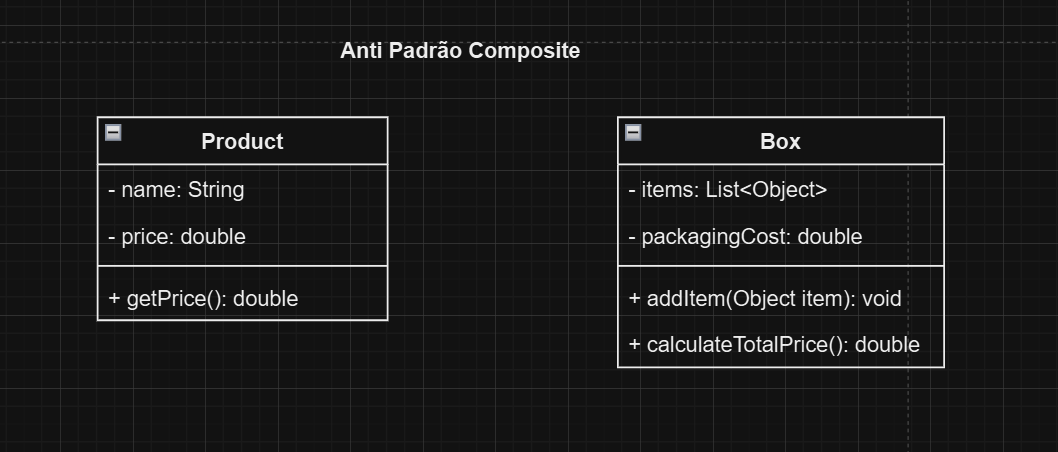 Anti Padrão Composite
Product
- name: String
- price: double
+ getPrice(): double
Box
- items: List<Object>
- packagingCost: double
+ addItem(Object item): void
+ calculateTotalPrice(): double